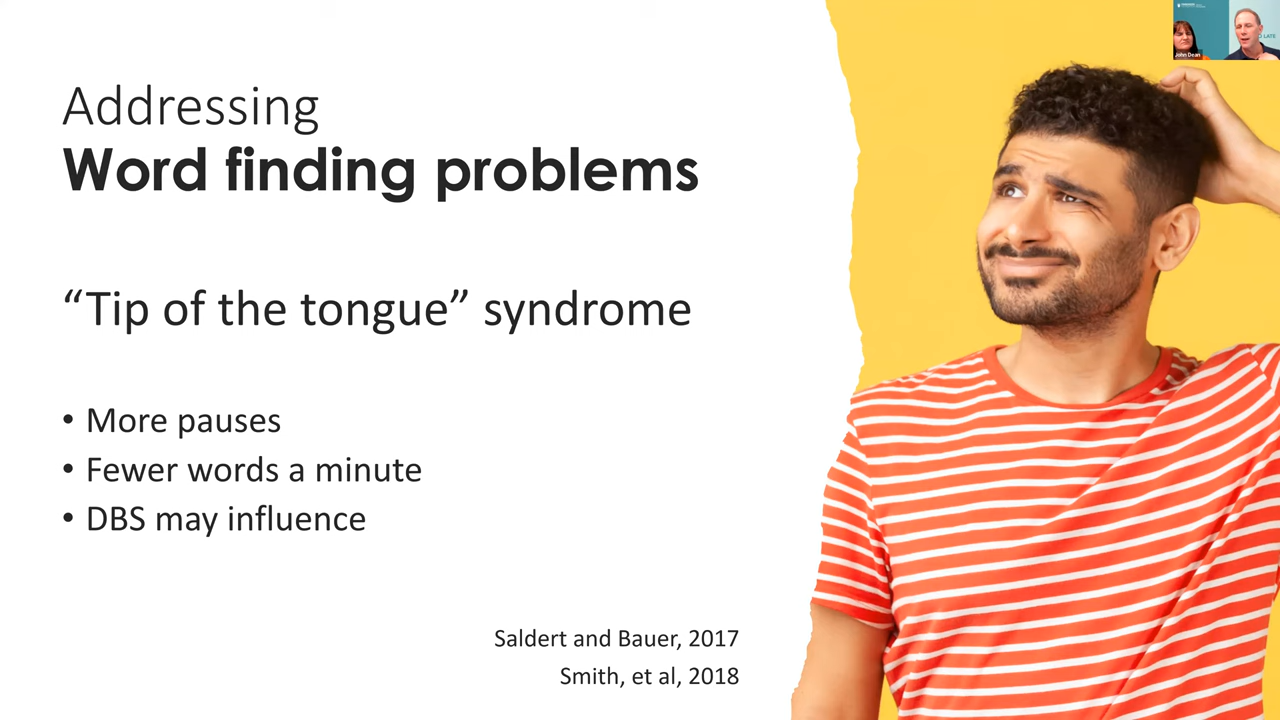 Addressing
Word finding problems
“Tip of the tongue” syndrome
• More pauses
• Fewer words a minute
• DBS may influence
Saldert and Bauer, 2017
Smith, et al, 2018
John Dean
LATE